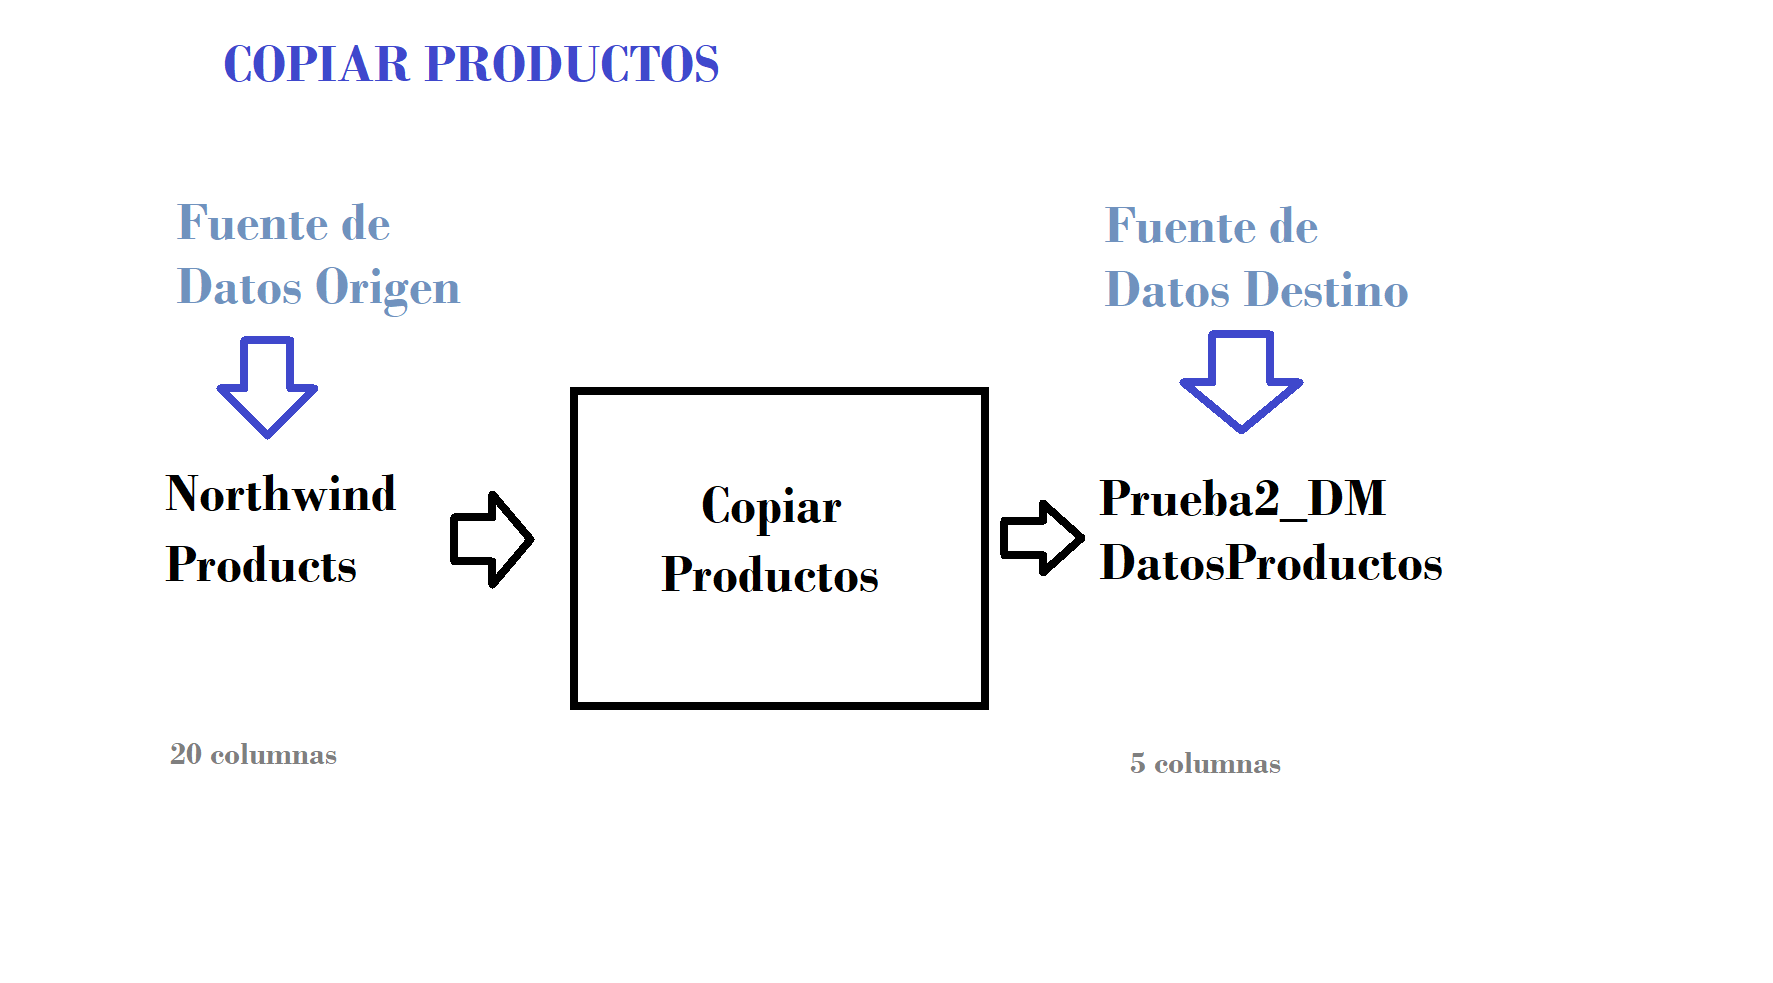 COPIAR PRODUCTOS
Fuente de
Datos Origen
Fuente de
Datos Destino
Northwind
Products
Copiar
Productos
Prueba2_DM
DatosProductos
20 columnas
5 columnas